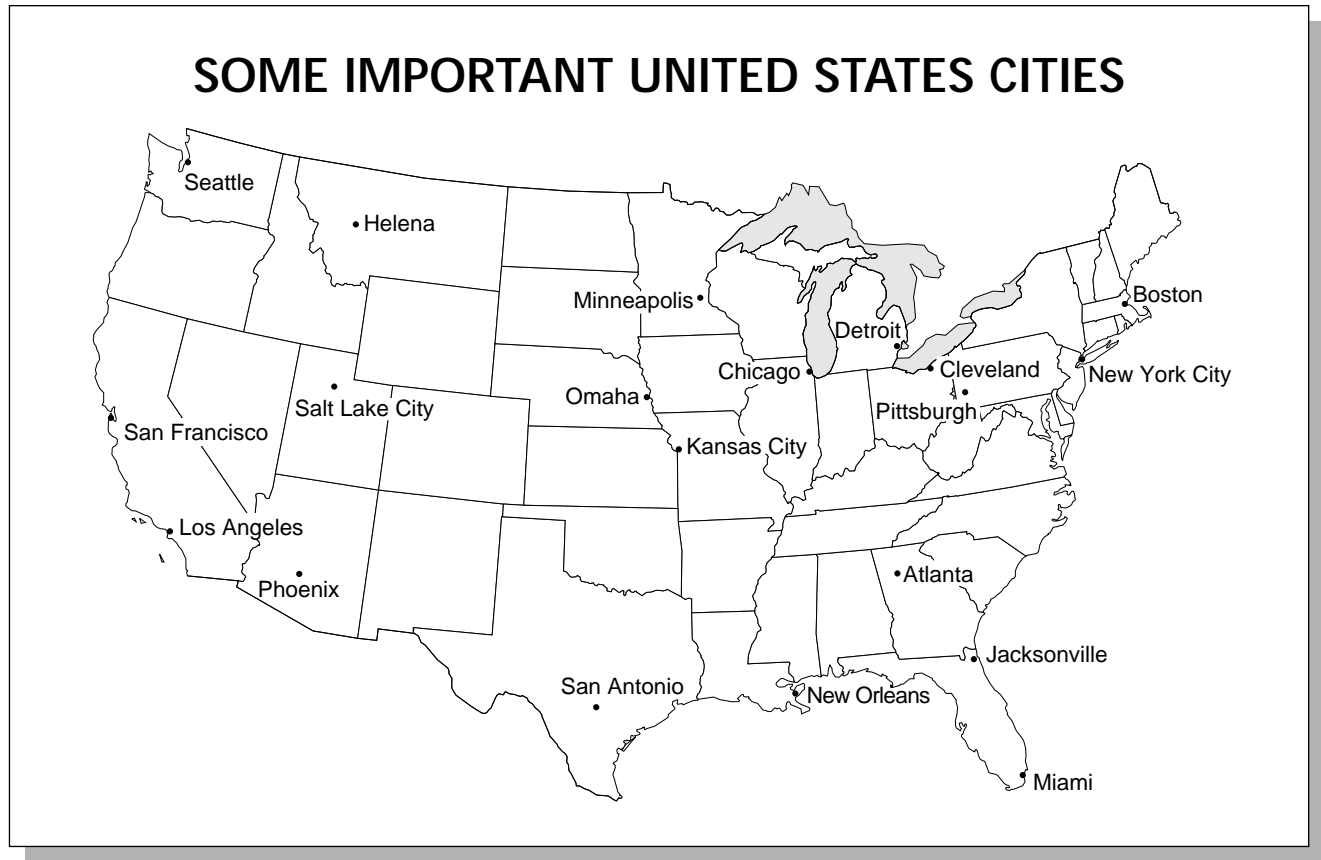 SOME IMPORTANT UNITED STATES CITIES
Seattle
Helena
Minneapolis
Boston
Detroit
Chicago
Cleveland
New York City
Omaha
Salt Lake City
Pittsburgh
San Francisco
Kansas City
Los Angeles
Phoenix
Atlanta
Jacksonville
San Antonio
New Orleans
Miami